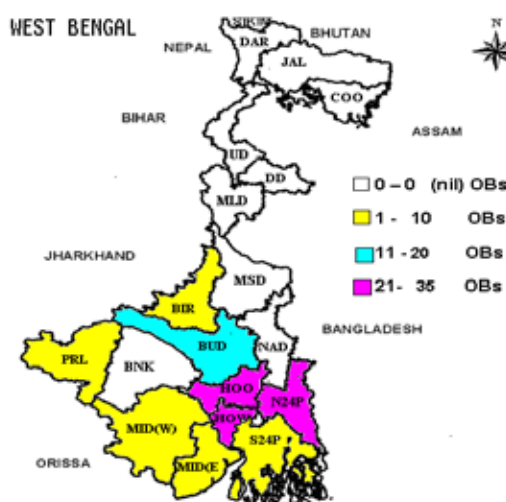 WEST BENGAL
N
SIKIM
NEPAL
BHUTAN
DAR
JAL
COO
BIHAR
ASSAM
UD
DD
MLD
0 – 0 (nil) OBs
1 - 10 OBs
11 - 20 OBs
21 - 35 OBs
JHARKHAND
MSD
BIR
BANGLADESH
BUD
NAD
PRL
BNK
HOO
N24P
HOW
MID(W)
S24P
ORISSA
MID(E